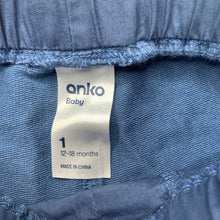 anko
Baby
1
12-18 months
MADE IN CHINA